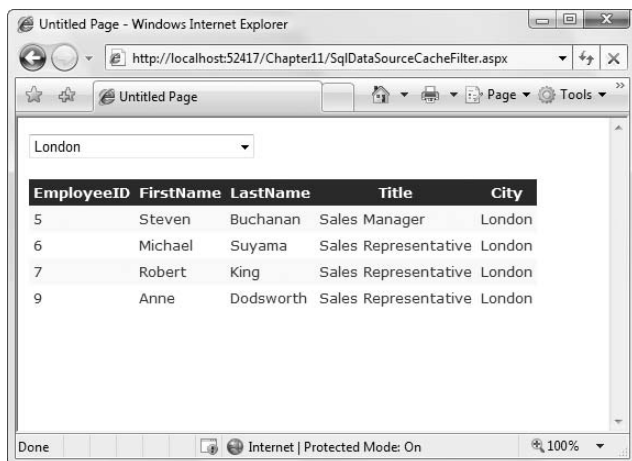 Untitled Page - Windows Internet Explorer
http://localhost:52417/Chapter11/SqlDataSourceCacheFilter.aspx
Untitled Page
Page
Tools
London
EmployeeID FirstName LastName Title City
5 Steven Buchanan Sales Manager London
6 Michael Suyama Sales Representative London
7 Robert King Sales Representative London
9 Anne Dodsworth Sales Representative London
Done
Internet | Protected Mode: On
100%